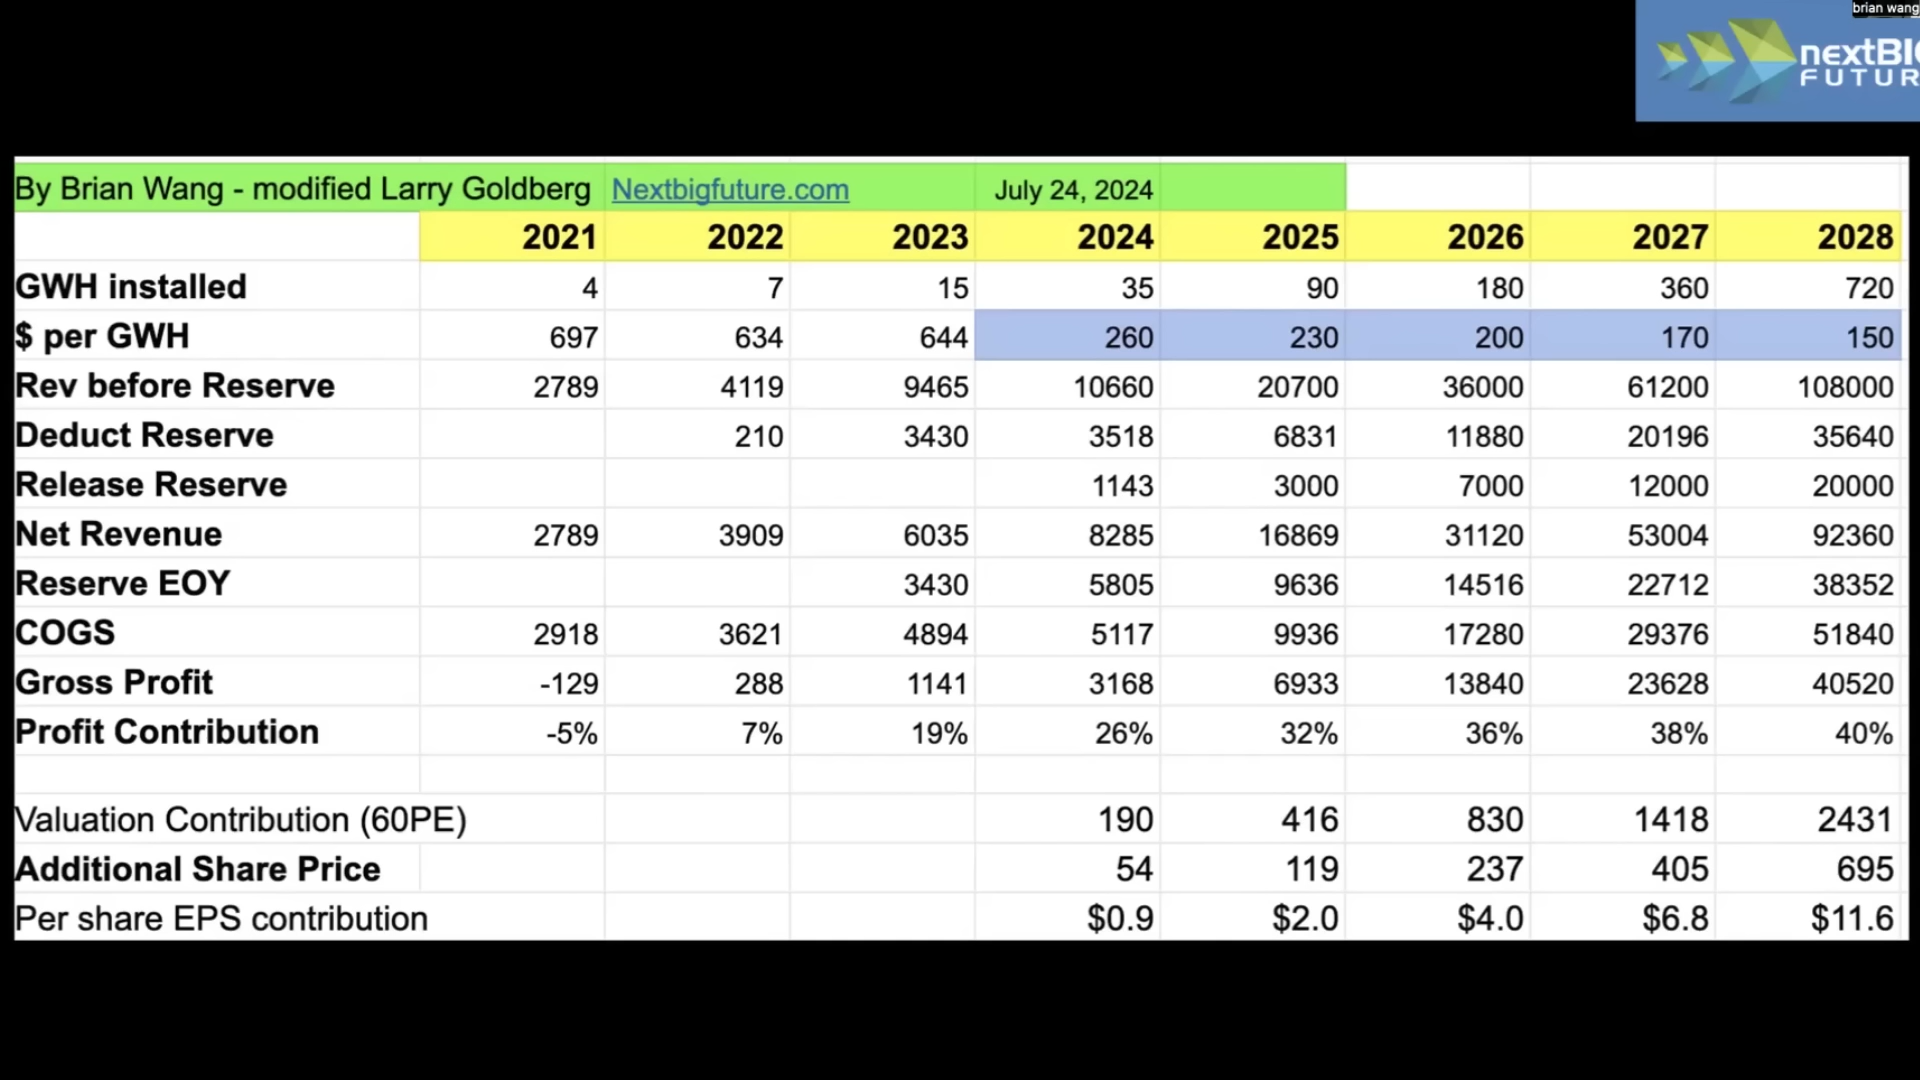 brian wang
nextBIG
FUTUR
By Brian Wang - modified Larry Goldberg Nextbigfuture.com July 24, 2024
2021 2022 2023 2024 2025 2026 2027 2028
GWH installed 4 7 15 35 90 180 360 720
$ per GWH 697 634 644 260 230 200 170 150
Rev before Reserve 2789 4119 9465 10660 20700 36000 61200 108000
Deduct Reserve 210 3430 3518 6831 11880 20196 35640
Release Reserve 1143 3000 7000 12000 20000
Net Revenue 2789 3909 6035 8285 16869 31120 53004 92360
Reserve EOY 3430 5805 9636 14516 22712 38352
COGS 2918 3621 4894 5117 9936 17280 29376 51840
Gross Profit -129 288 1141 3168 6933 13840 23628 40520
Profit Contribution -5% 7% 19% 26% 32% 36% 38% 40%
Valuation Contribution (60PE) 190 416 830 1418 2431
Additional Share Price 54 119 237 405 695
Per share EPS contribution $0.9 $2.0 $4.0 $6.8 $11.6